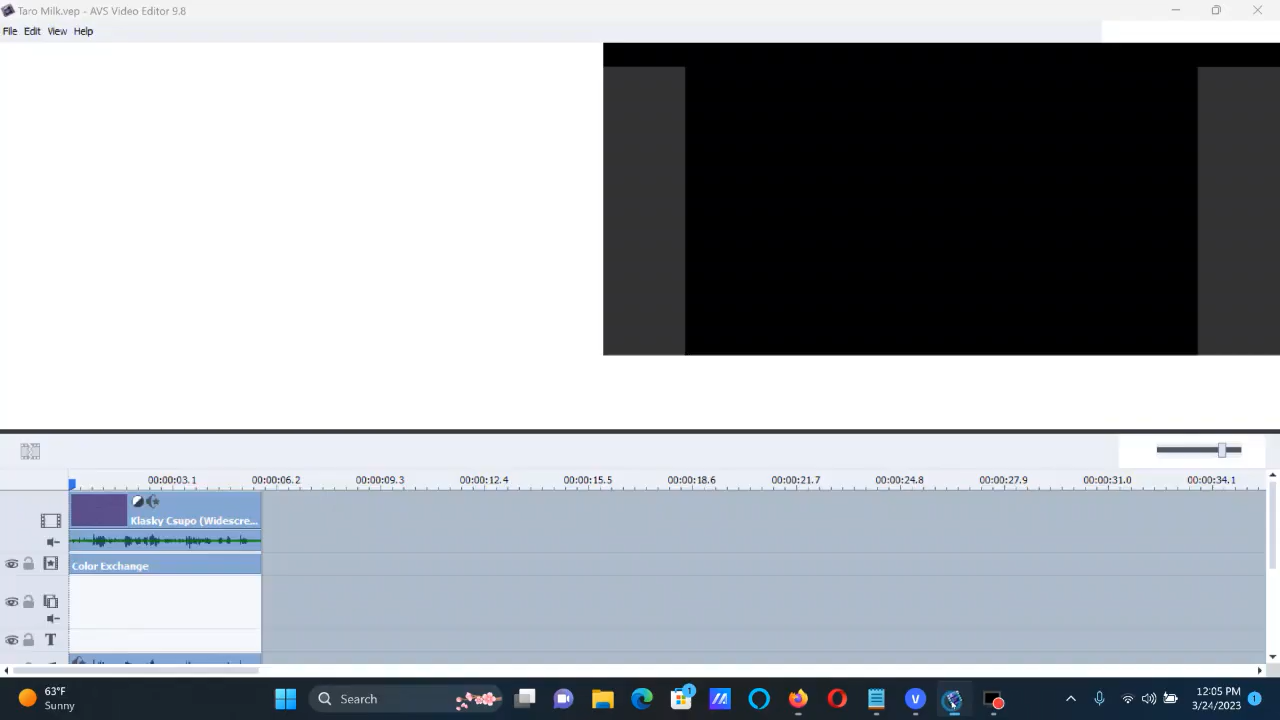 Taro Milk.vep - AVS Video Editor 9.8
File Edit View Help
00:00:03.1 00:00:06.2 00:00:09.3 00:00:12.4 00:00:15.5 00:00:18.6 00:00:21.7 00:00:24.8 00:00:27.9 00:00:31.0 00:00:34.1
Klasky Csupo (Widescre...
Color Exchange
T
63°F
Sunny
Search
1
V
12:05 PM
3/24/2023
1